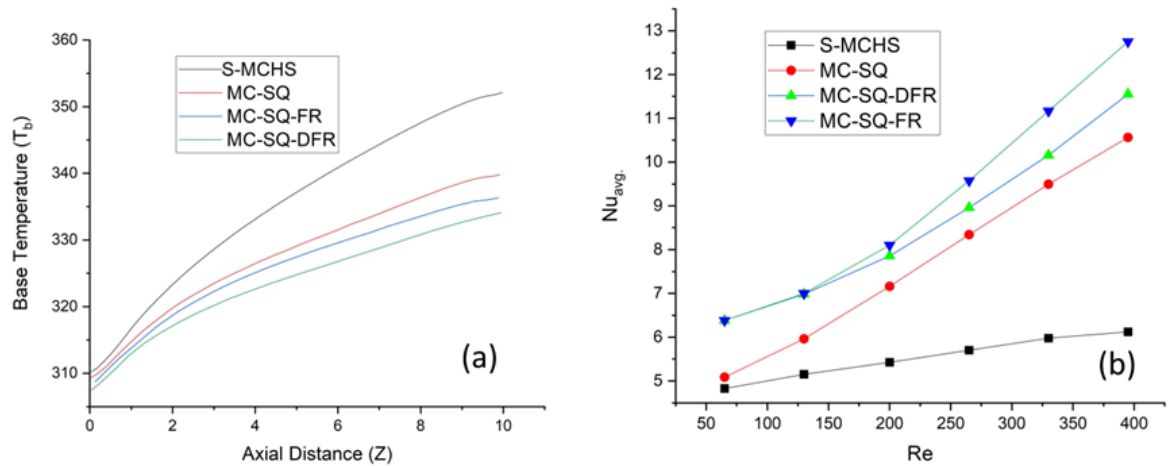 360
350
340
330
320
310
0
2
4
6
8
10
Base Temperature (T_b)
Axial Distance (Z)
S-MCHS
MC-SQ
MC-SQ-FR
MC-SQ-DFR
(a)
13
12
11
10
9
8
7
6
5
50
100
150
200
250
300
350
400
Nu_avg.
Re
S-MCHS
MC-SQ
MC-SQ-DFR
MC-SQ-FR
(b)